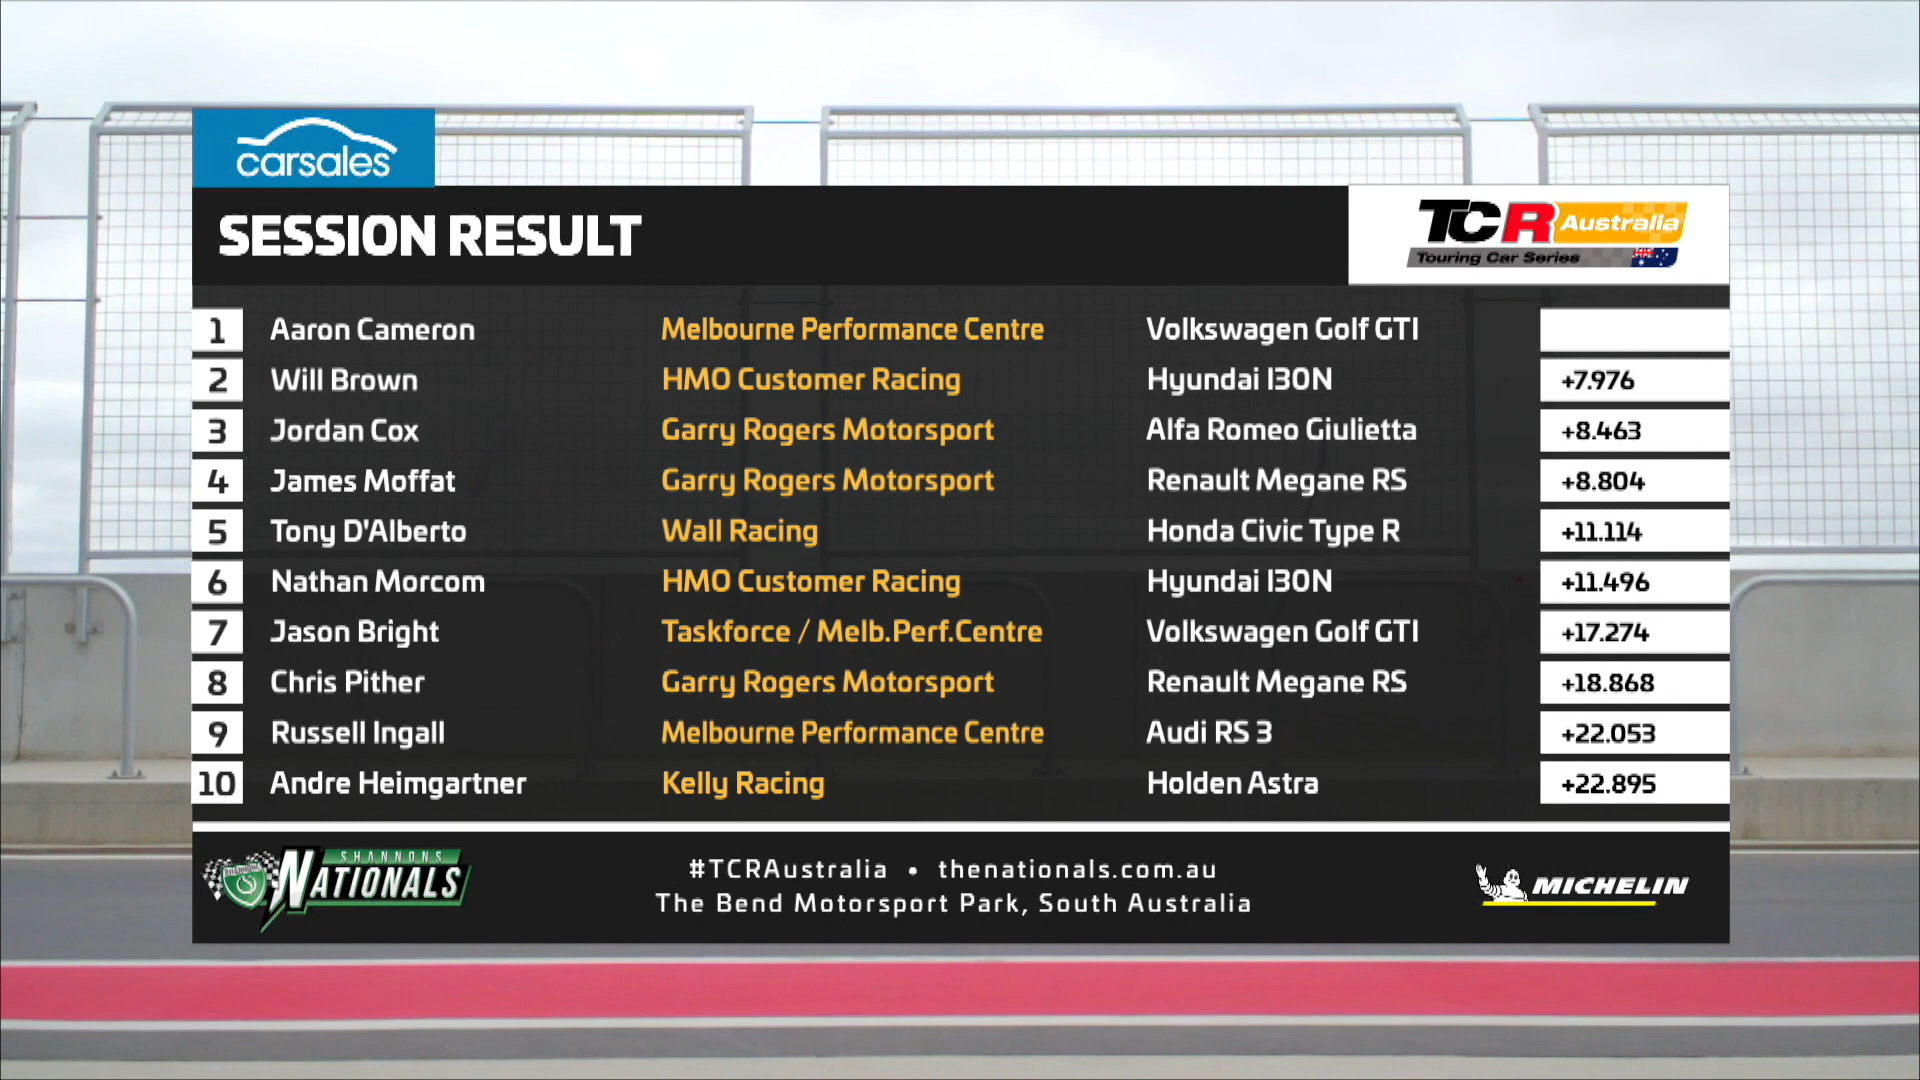 carsales
SESSION RESULT
TCR Australia
Touring Car Series
1 Aaron Cameron Melbourne Performance Centre Volkswagen Golf GTI
2 Will Brown HMO Customer Racing Hyundai I30N +7.976
3 Jordan Cox Garry Rogers Motorsport Alfa Romeo Giulietta +8.463
4 James Moffat Garry Rogers Motorsport Renault Megane RS +8.804
5 Tony D'Alberto Wall Racing Honda Civic Type R +11.114
6 Nathan Morcom HMO Customer Racing Hyundai I30N +11.496
7 Jason Bright Taskforce / Melb.Perf.Centre Volkswagen Golf GTI +17.274
8 Chris Pither Garry Rogers Motorsport Renault Megane RS +18.868
9 Russell Ingall Melbourne Performance Centre Audi RS 3 +22.053
10 Andre Heimgartner Kelly Racing Holden Astra +22.895
SHANNONS
NATIONALS
#TCRAustralia • thenationals.com.au
The Bend Motorsport Park, South Australia
MICHELIN